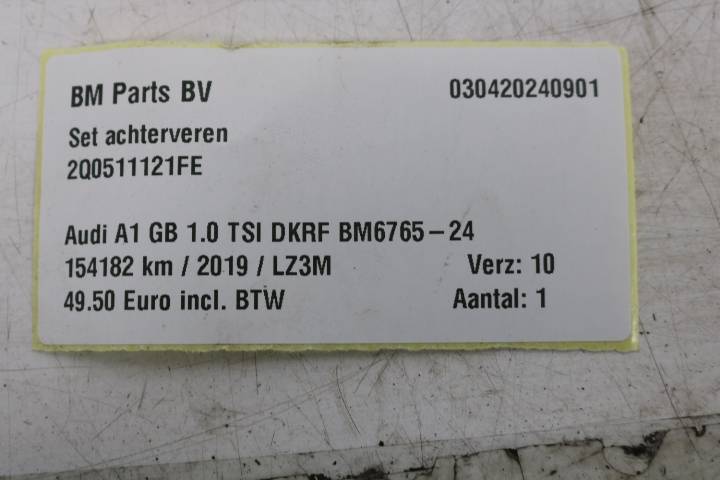 BM Parts BV 030420240901
Set achterveren
2Q0511121FE
Audi A1 GB 1.0 TSI DKRF BM6765-24
154182 km / 2019 / LZ3M Verz: 10
49.50 Euro incl. BTW Aantal: 1